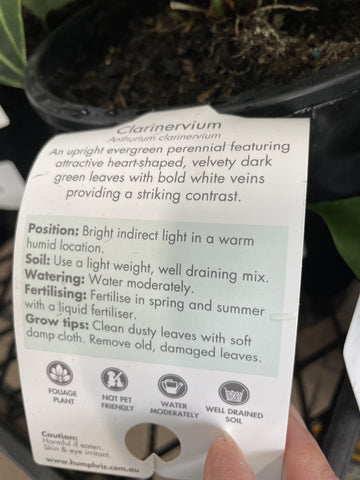 Clarinervium
Anthurium clarinervium
An upright evergreen perennial featuring
attractive heart-shaped, velvety dark
green leaves with bold white veins
providing a striking contrast.
Position: Bright indirect light in a warm
humid location.
Soil: Use a light weight, well draining mix.
Watering: Water moderately.
Fertilising: Fertilise in spring and summer
with a liquid fertiliser.
Grow tips: Clean dusty leaves with soft
damp cloth. Remove old, damaged leaves.
FOLIAGE
PLANT
NOT PET
FRIENDLY
WATER
MODERATELY
WELL DRAINED
SOIL
Caution:
Harmful if eaten.
Skin & eye irritant.
www.humphris.com.au